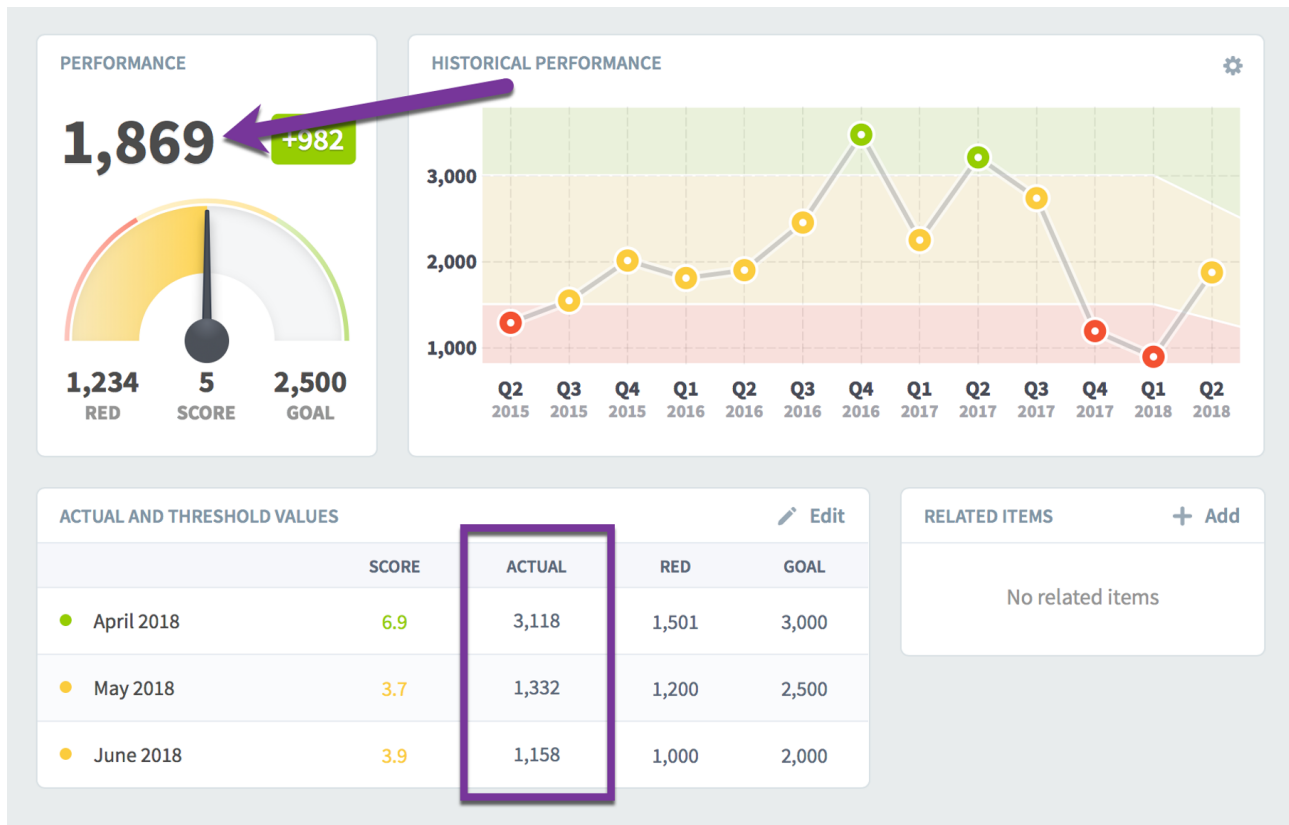 PERFORMANCE
1,869
+982
1,234
5
2,500
RED
SCORE
GOAL
HISTORICAL PERFORMANCE
3,000
2,000
1,000
Q2 Q3 Q4 Q1 Q2 Q3 Q4 Q1 Q2 Q3 Q4 Q1 Q2
2015 2015 2015 2016 2016 2016 2016 2017 2017 2017 2017 2018 2018
ACTUAL AND THRESHOLD VALUES Edit
SCORE ACTUAL RED GOAL
April 2018 6.9 3,118 1,501 3,000
May 2018 3.7 1,332 1,200 2,500
June 2018 3.9 1,158 1,000 2,000
RELATED ITEMS Add
No related items